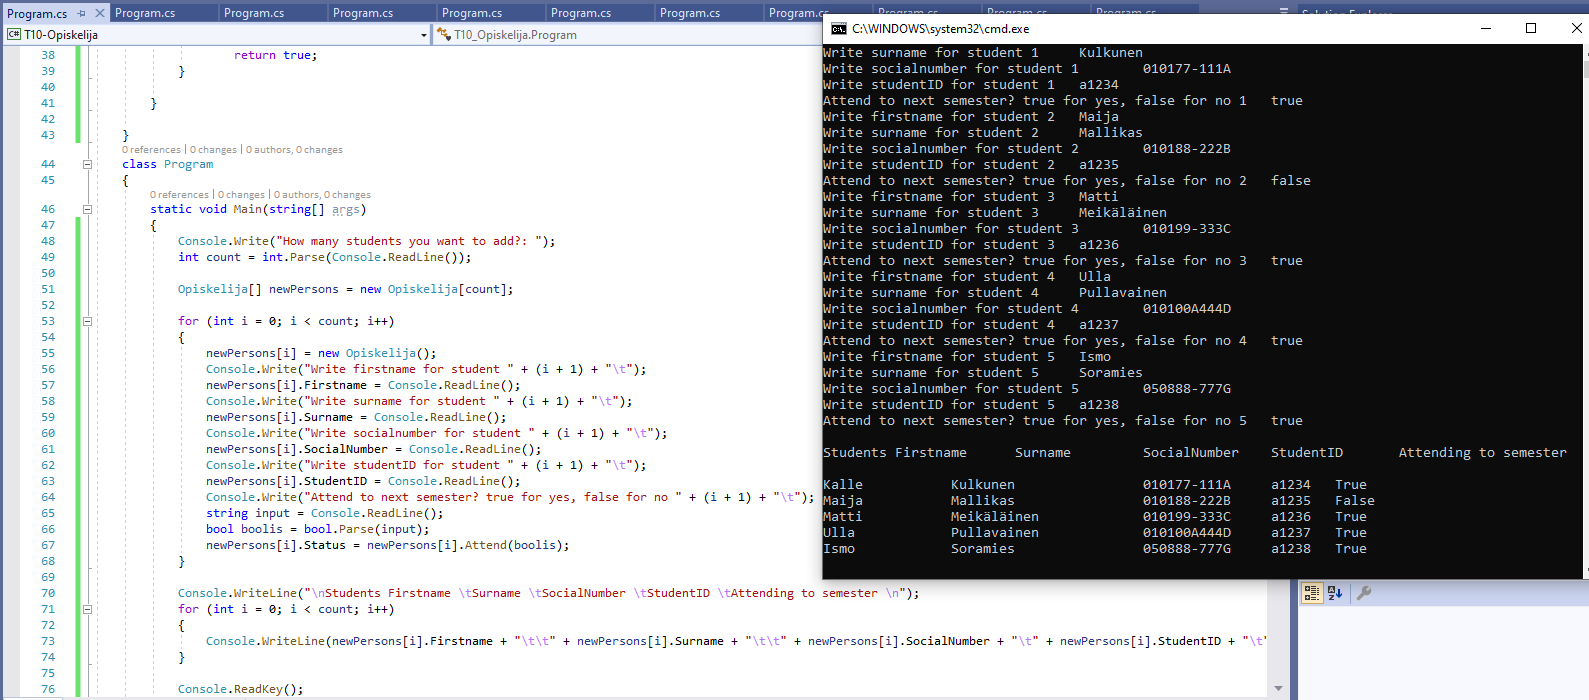 Program.cs
Program.cs
Program.cs
Program.cs
Program.cs
Program.cs
Program.cs
Program.cs
T10-Opiskelija
T10_Opiskelija.Program
38 return true;
39 }
40
41 }
42
43 }
0 references | 0 changes | 0 authors, 0 changes
44 class Program
45 {
0 references | 0 changes | 0 authors, 0 changes
46 static void Main(string[] args)
47 {
48 Console.Write("How many students you want to add?: ");
49 int count = int.Parse(Console.ReadLine());
50
51 Opiskelija[] newPersons = new Opiskelija[count];
52
53 for (int i = 0; i < count; i++)
54 {
55 newPersons[i] = new Opiskelija();
56 Console.Write("Write firstname for student " + (i + 1) + "\t");
57 newPersons[i].Firstname = Console.ReadLine();
58 Console.Write("Write surname for student " + (i + 1) + "\t");
59 newPersons[i].Surname = Console.ReadLine();
60 Console.Write("Write socialnumber for student " + (i + 1) + "\t");
61 newPersons[i].SocialNumber = Console.ReadLine();
62 Console.Write("Write studentID for student " + (i + 1) + "\t");
63 newPersons[i].StudentID = Console.ReadLine();
64 Console.Write("Attend to next semester? true for yes, false for no " + (i + 1) + "\t");
65 string input = Console.ReadLine();
66 bool boolis = bool.Parse(input);
67 newPersons[i].Status = newPersons[i].Attend(boolis);
68 }
69
70 Console.WriteLine("\nStudents Firstname \tSurname \tSocialNumber \tStudentID \tAttending to semester \n");
71 for (int i = 0; i < count; i++)
72 {
73 Console.WriteLine(newPersons[i].Firstname + "\t\t" + newPersons[i].Surname + "\t\t" + newPersons[i].SocialNumber + "\t" + newPersons[i].StudentID + "\t"
74 }
75
76 Console.ReadKey();
C:\WINDOWS\system32\cmd.exe
Write surname for student 1 Kulkunen
Write socialnumber for student 1 010177-111A
Write studentID for student 1 a1234
Attend to next semester? true for yes, false for no 1 true
Write firstname for student 2 Maija
Write surname for student 2 Mallikas
Write socialnumber for student 2 010188-222B
Write studentID for student 2 a1235
Attend to next semester? true for yes, false for no 2 false
Write firstname for student 3 Matti
Write surname for student 3 Meikäläinen
Write socialnumber for student 3 010199-333C
Write studentID for student 3 a1236
Attend to next semester? true for yes, false for no 3 true
Write firstname for student 4 Ulla
Write surname for student 4 Pullavainen
Write socialnumber for student 4 010100A444D
Write studentID for student 4 a1237
Attend to next semester? true for yes, false for no 4 true
Write firstname for student 5 Ismo
Write surname for student 5 Soramies
Write socialnumber for student 5 050888-777G
Write studentID for student 5 a1238
Attend to next semester? true for yes, false for no 5 true
Students Firstname Surname SocialNumber StudentID Attending to semester
Kalle Kulkunen 010177-111A a1234 True
Maija Mallikas 010188-222B a1235 False
Matti Meikäläinen 010199-333C a1236 True
Ulla Pullavainen 010100A444D a1237 True
Ismo Soramies 050888-777G a1238 True